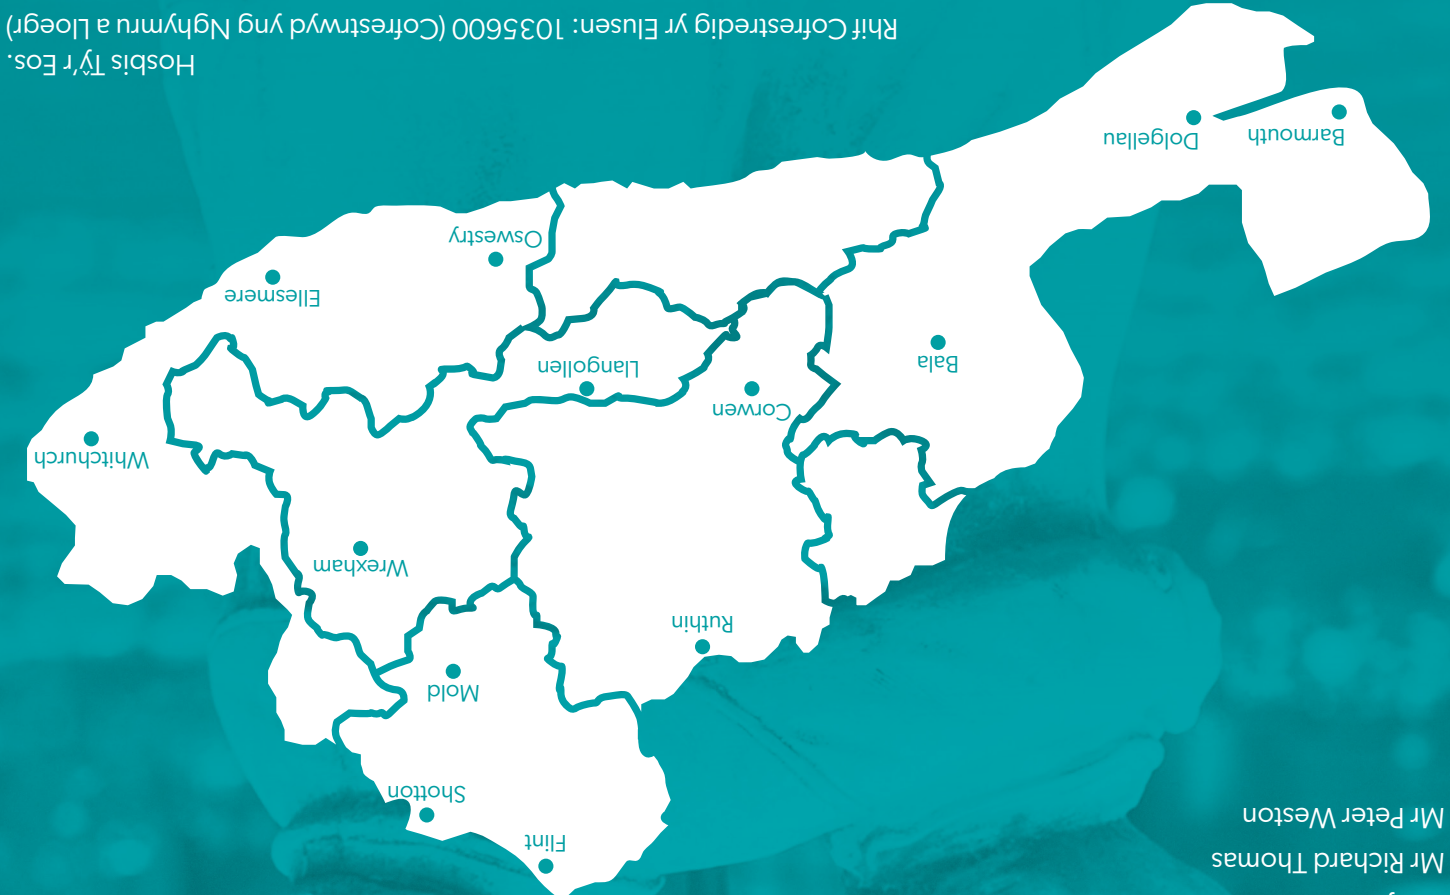 Mr Richard Thomas
Mr Peter Weston
Flint
Shotton
Mold
Ruthin
Wrexham
Whitchurch
Corwen
Llangollen
Bala
Ellesmere
Oswestry
Barmouth
Dolgellau
Hosbis Tŷ'r Eos.
Rhif Cofrestredig yr Elusen: 1035600 (Cofrestrwyd yng Nghymru a Lloegr)